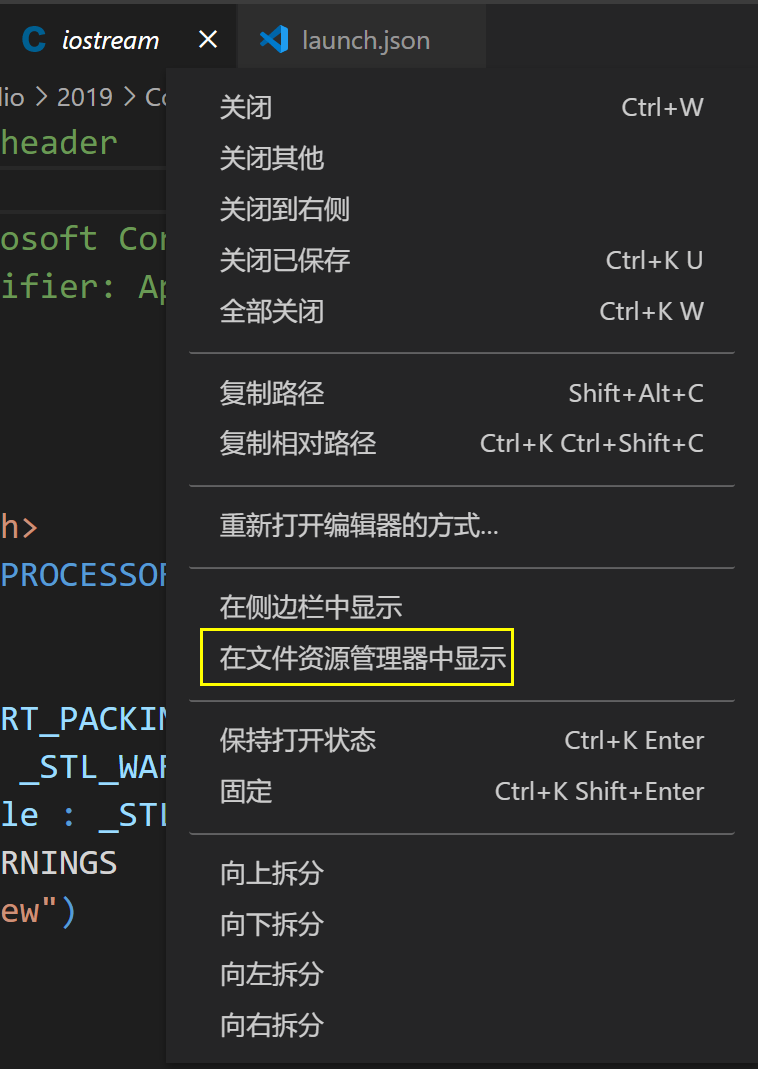 iostream
launch.json
2019
header
关闭 Ctrl+W
关闭其他
关闭到右侧
osoft
关闭已保存 Ctrl+K U
ifier:
全部关闭 Ctrl+K W
复制路径 Shift+Alt+C
复制相对路径 Ctrl+K Ctrl+Shift+C
h>
重新打开编辑器的方式...
PROCESSOR
在侧边栏中显示
在文件资源管理器中显示
RT_PACKIN
保持打开状态 Ctrl+K Enter
_STL_WAR
固定 Ctrl+K Shift+Enter
le : _STL
RNINGS
向上拆分
ew")
向下拆分
向左拆分
向右拆分